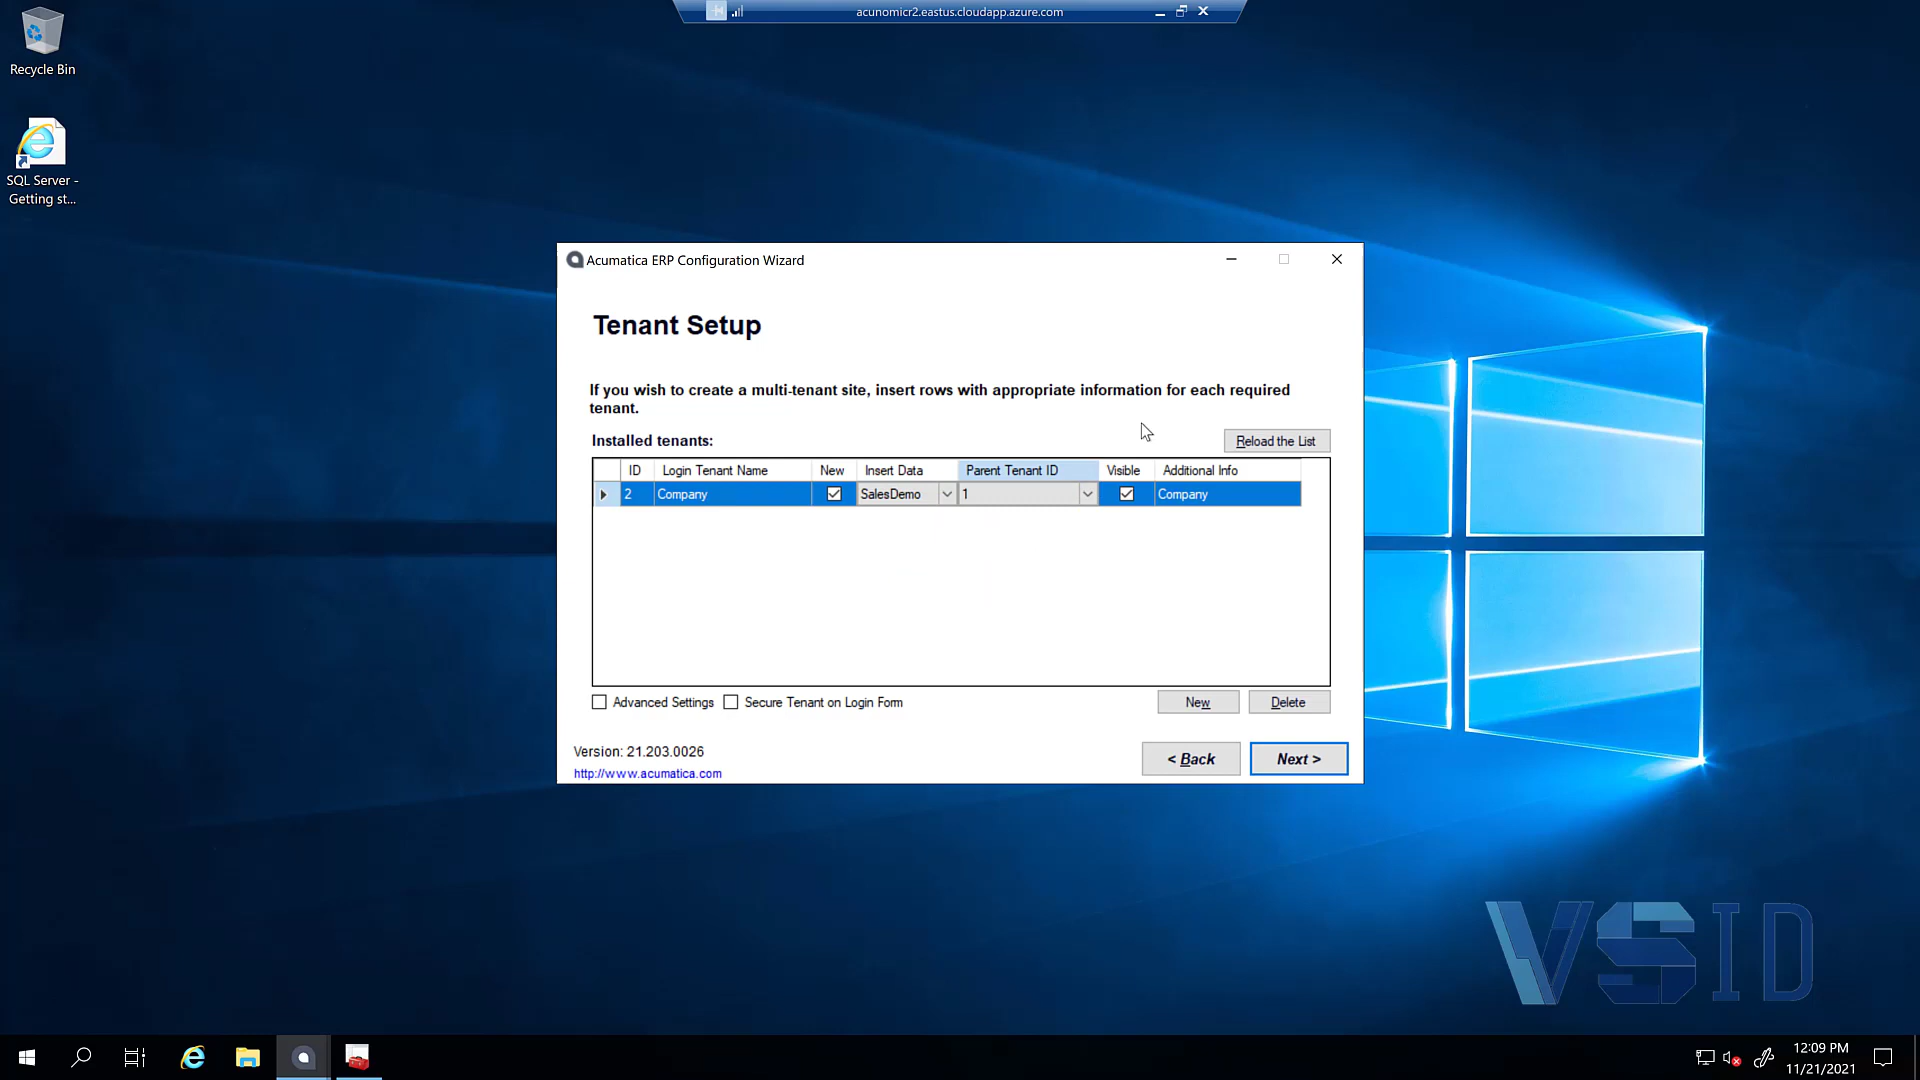 acunomicr2.eastus.cloudapp.azure.com
Recycle Bin
SQL Server -
Getting st...
Acumatica ERP Configuration Wizard
Tenant Setup
If you wish to create a multi-tenant site, insert rows with appropriate information for each required
tenant.
Installed tenants:
Reload the List
ID Login Tenant Name New Insert Data Parent Tenant ID Visible Additional Info
2 Company SalesDemo 1 Company
Advanced Settings Secure Tenant on Login Form New Delete
Version: 21.203.0026
http://www.acumatica.com
< Back Next >
VSID
12:09 PM
11/21/2021